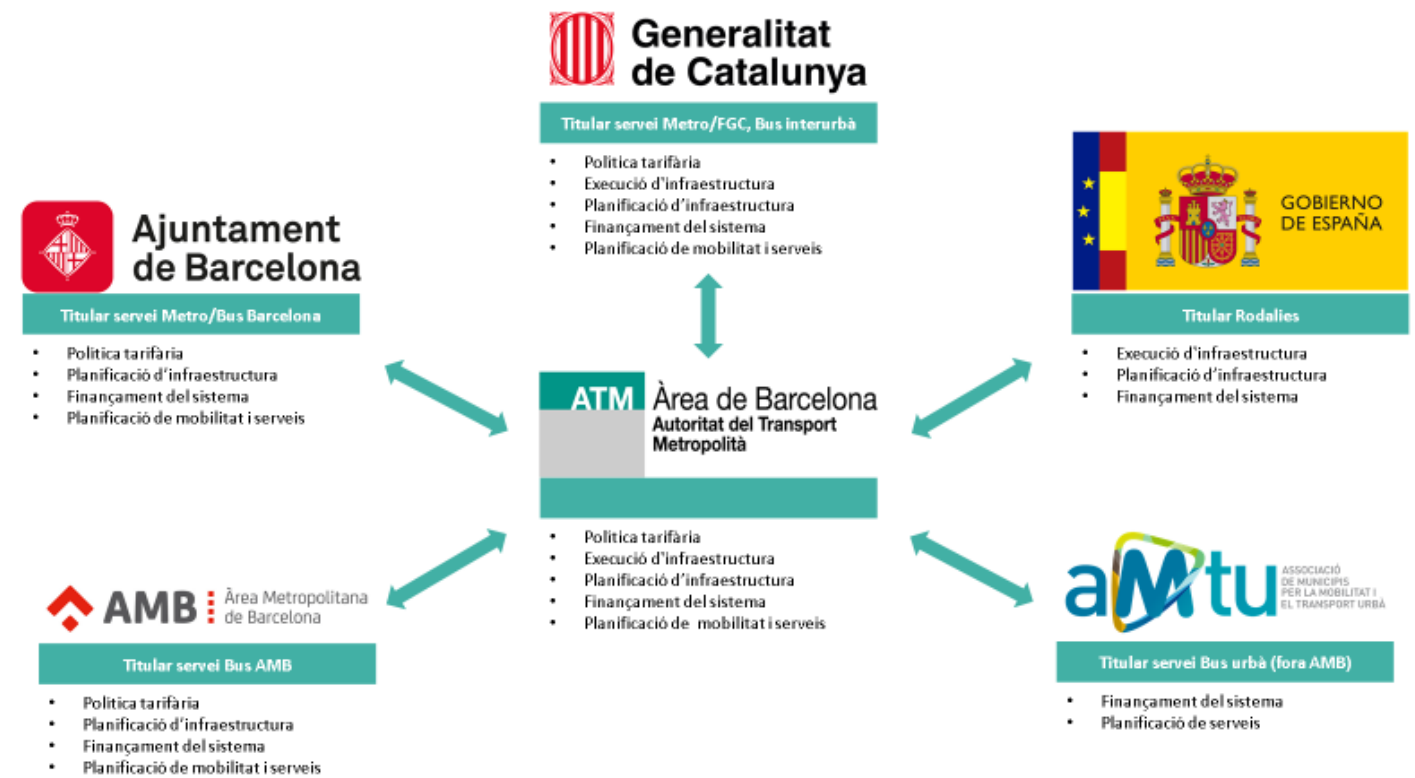 Generalitat
de Catalunya
Titular servei Metro/FGC, Bus interurbà
• Política tarifària
• Execució d'infraestructura
• Planificació d'infraestructura
• Finançament del sistema
• Planificació de mobilitat i serveis
Ajuntament
de Barcelona
Titular servei Metro/Bus Barcelona
• Política tarifària
• Planificació d'infraestructura
• Finançament del sistema
• Planificació de mobilitat i serveis
GOBIERNO
DE ESPAÑA
Titular Rodalies
• Execució d'infraestructura
• Planificació d'infraestructura
• Finançament del sistema
ATM Àrea de Barcelona
Autoritat del Transport
Metropolità
• Política tarifària
• Execució d'infraestructura
• Planificació d'infraestructura
• Finançament del sistema
• Planificació de mobilitat i serveis
AMB Àrea Metropolitana
de Barcelona
Titular servei Bus AMB
• Política tarifària
• Planificació d'infraestructura
• Finançament del sistema
• Planificació de mobilitat i serveis
aMtu ASSOCIACIÓ
DE MUNICIPIS
PER LA MOBILITAT I
EL TRANSPORT URBÀ
Titular servei Bus urbà (fora AMB)
• Finançament del sistema
• Planificació de serveis